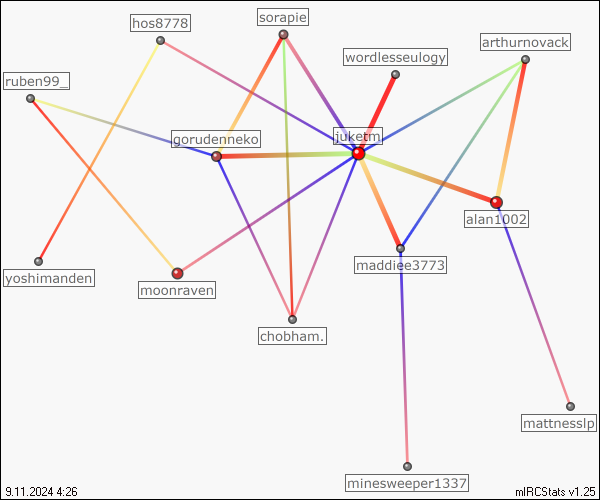 hos8778
sorapie
arthurnovack
wordlesseulogy
ruben99_
gorudenneko
juketm
alan1002
maddiee3773
yoshimanden
moonraven
chobham.
mattnesslp
minesweeper1337
9.11.2024 4:26
mIRCStats v1.25